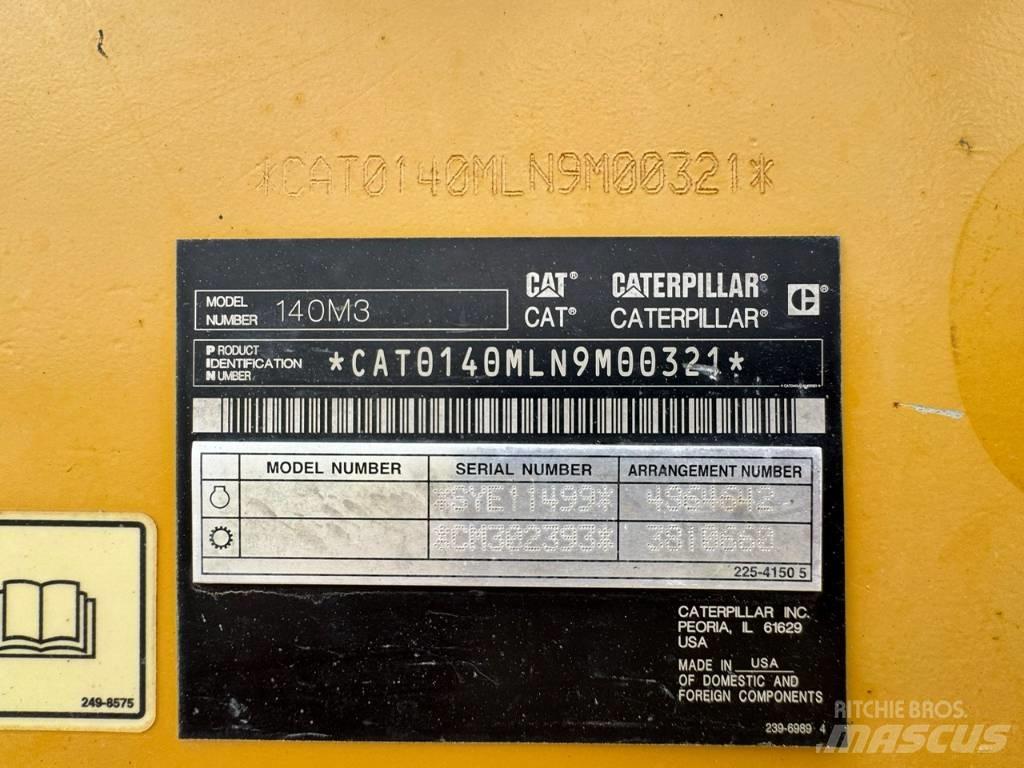 *CAT0140MLN9M00321*
CAT® CATERPILLAR®
CAT® CATERPILLAR®
MODEL NUMBER 140M3
PRODUCT IDENTIFICATION NUMBER *CAT0140MLN9M00321*
MODEL NUMBER SERIAL NUMBER ARRANGEMENT NUMBER
*SYE11499* 4964642
*CM302393* 3810660
225-4150 5
CATERPILLAR INC.
PEORIA, IL 61629
USA
MADE IN USA
OF DOMESTIC AND
FOREIGN COMPONENTS
239-6989 4
249-8575
RITCHIE BROS.
MASCUS